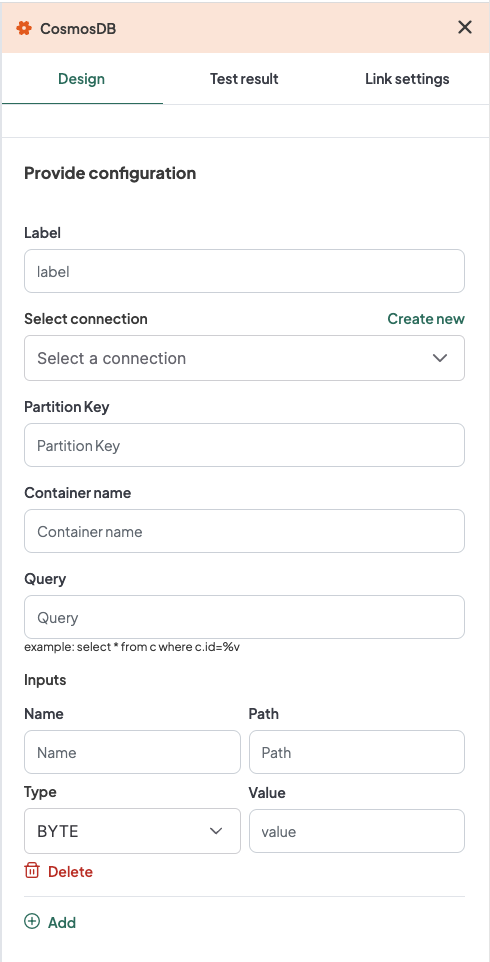 CosmosDB
Design Test result Link settings
Provide configuration
Label
label
Select connection Create new
Select a connection
Partition Key
Partition Key
Container name
Container name
Query
Query
example: select * from c where c.id=%v
Inputs
Name Path
Name Path
Type Value
BYTE value
Delete
Add